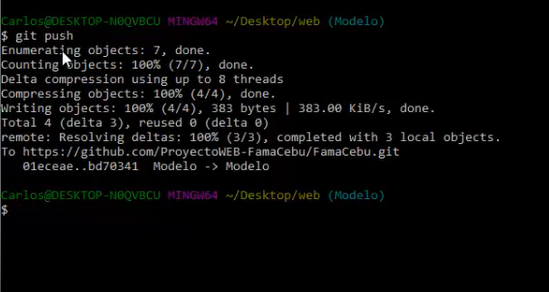 Carlos@DESKTOP-N0QVBCU MINGW64 ~/Desktop/web (Modelo)
$ git push
Enumerating objects: 7, done.
Counting objects: 100% (7/7), done.
Delta compression using up to 8 threads
Compressing objects: 100% (4/4), done.
Writing objects: 100% (4/4), 383 bytes | 383.00 KiB/s, done.
Total 4 (delta 3), reused 0 (delta 0)
remote: Resolving deltas: 100% (3/3), completed with 3 local objects.
To https://github.com/ProyectoWEB-FamaCebu/FamaCebu.git
   01eceae..bd70341  Modelo -> Modelo
Carlos@DESKTOP-N0QVBCU MINGW64 ~/Desktop/web (Modelo)
$